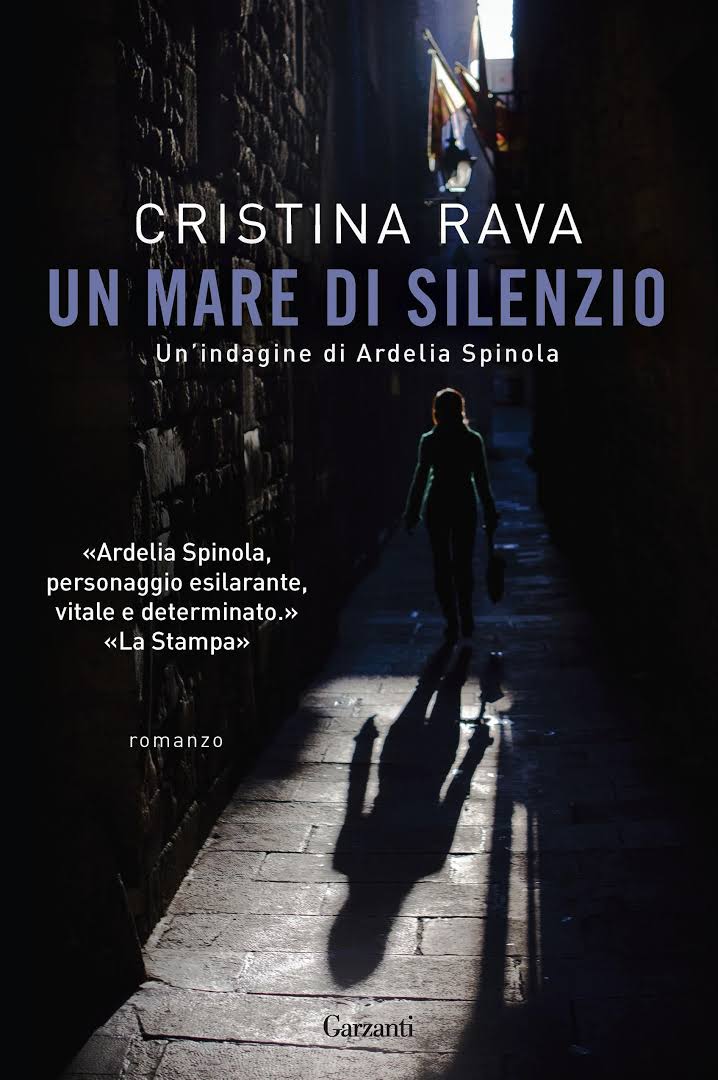 CRISTINA RAVA
UN MARE DI SILENZIO
Un'indagine di Ardelia Spinola
«Ardelia Spinola,
personaggio esilarante,
vitale e determinato.»
«La Stampa»
romanzo
Garzanti